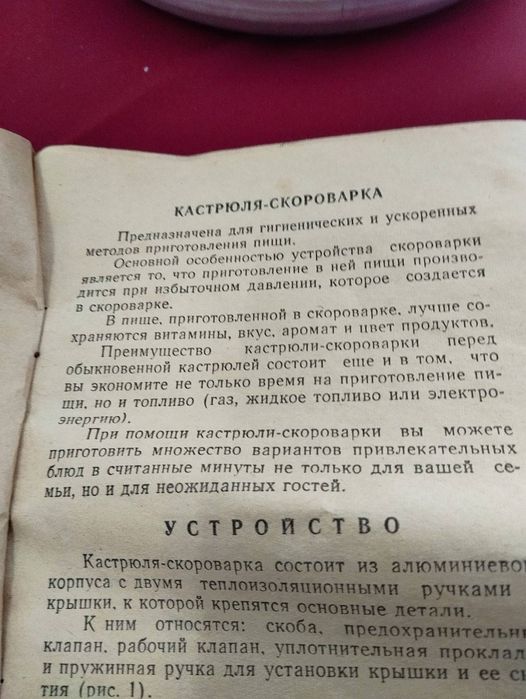 КАСТРЮЛЯ-СКОРОВАРКА
Предназначена для гигиенических и ускоренных
методов приготовления пищи.
Основной особенностью устройства скороварки
является то, что приготовление в ней пищи произво-
дится при избыточном давлении, которое создается
в скороварке.
В пище, приготовленной в скороварке, лучше со-
храняются витамины, вкус, аромат и цвет продуктов.
Преимущество кастрюли-скороварки перед
обыкновенной кастрюлей состоит еще и в том, что
вы экономите не только время на приготовление пи-
щи, но и топливо (газ, жидкое топливо или электро-
энергию).
При помощи кастрюли-скороварки вы можете
приготовить множество вариантов привлекательных
блюд в считанные минуты не только для вашей се-
мьи, но и для неожиданных гостей.
УСТРОЙСТВО
Кастрюля-скороварка состоит из алюминиево
корпуса с двумя теплоизоляционными ручками
крышки, к которой крепятся основные детали.
К ним относятся: скоба, предохранительн
клапан, рабочий клапан, уплотнительная проклад
и пружинная ручка для установки крышки и ее с
тия (рис. 1).